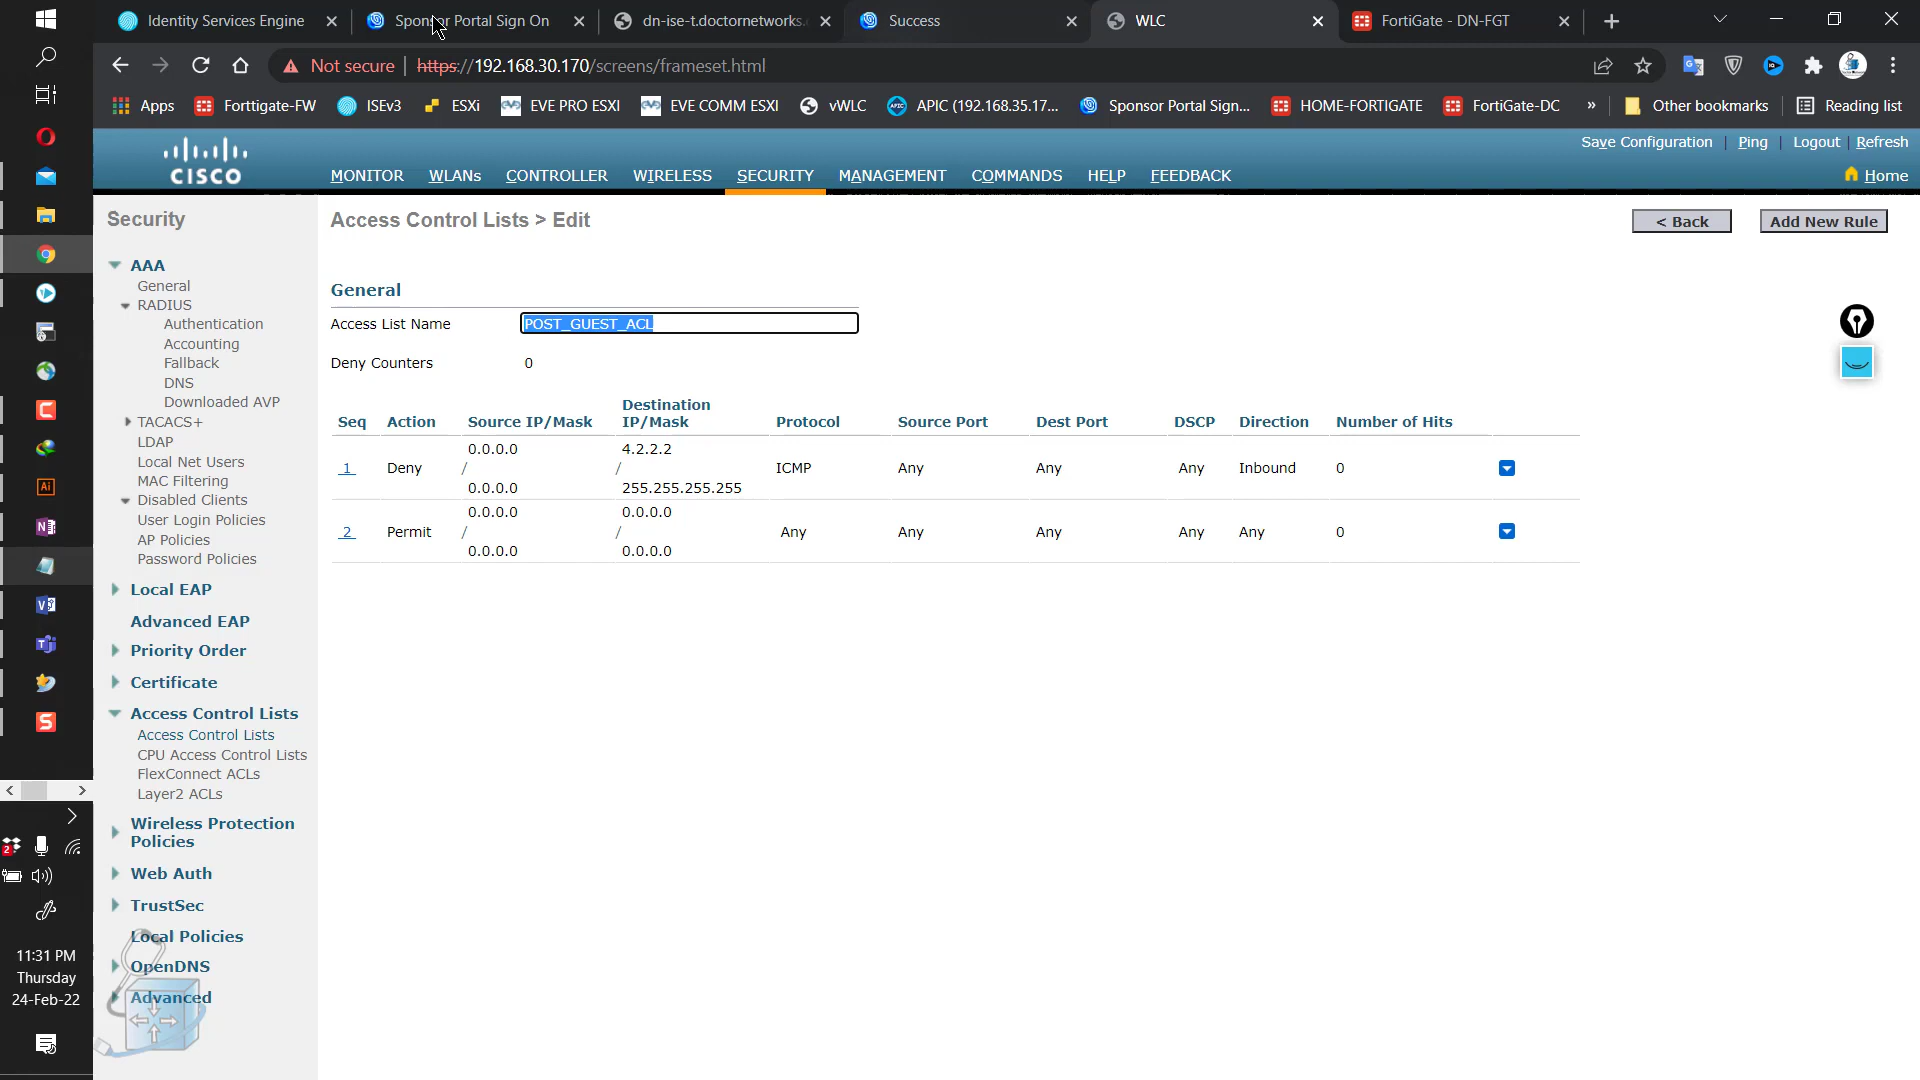 Identity Services Engine
Sponsor Portal Sign On
dn-ise-t.doctornetworks.
Success
WLC
FortiGate - DN-FGT
Not secure | https://192.168.30.170/screens/frameset.html
Apps
Forttigate-FW
ISEv3
ESXi
EVE PRO ESXI
EVE COMM ESXI
vWLC
APIC (192.168.35.17...
Sponsor Portal Sign...
HOME-FORTIGATE
FortiGate-DC
»
Other bookmarks
Reading list
Save Configuration | Ping | Logout | Refresh
CISCO
MONITOR WLANs CONTROLLER WIRELESS SECURITY MANAGEMENT COMMANDS HELP FEEDBACK
Home
Security
Access Control Lists > Edit
< Back
Add New Rule
AAA
General
RADIUS
Authentication
Accounting
Fallback
DNS
Downloaded AVP
TACACS+
LDAP
Local Net Users
MAC Filtering
Disabled Clients
User Login Policies
AP Policies
Password Policies
Local EAP
Advanced EAP
Priority Order
Certificate
Access Control Lists
Access Control Lists
CPU Access Control Lists
FlexConnect ACLs
Layer2 ACLs
Wireless Protection
Policies
Web Auth
TrustSec
Local Policies
OpenDNS
Advanced
General
Access List Name POST_GUEST_ACL
Deny Counters 0
Seq Action Source IP/Mask Destination IP/Mask Protocol Source Port Dest Port DSCP Direction Number of Hits
1 Deny 0.0.0.0 / 0.0.0.0 4.2.2.2 / 255.255.255.255 ICMP Any Any Any Inbound 0
2 Permit 0.0.0.0 / 0.0.0.0 0.0.0.0 / 0.0.0.0 Any Any Any Any Any 0
Ai
N
V
T
S
2
11:31 PM
Thursday
24-Feb-22